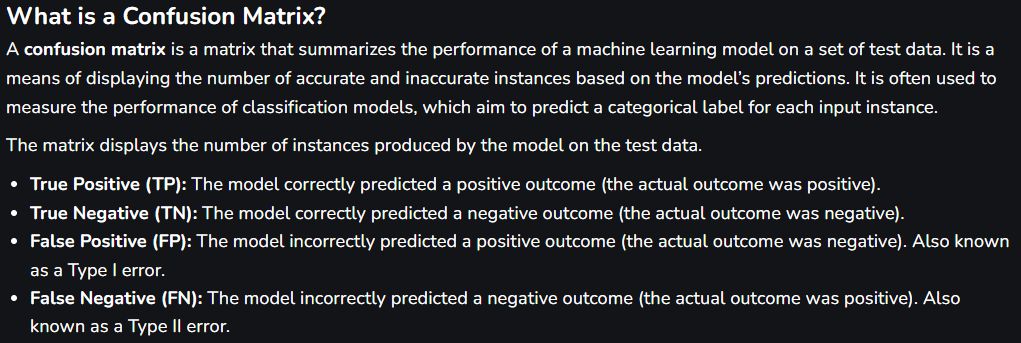 What is a Confusion Matrix?
A confusion matrix is a matrix that summarizes the performance of a machine learning model on a set of test data. It is a
means of displaying the number of accurate and inaccurate instances based on the model’s predictions. It is often used to
measure the performance of classification models, which aim to predict a categorical label for each input instance.
The matrix displays the number of instances produced by the model on the test data.
• True Positive (TP): The model correctly predicted a positive outcome (the actual outcome was positive).
• True Negative (TN): The model correctly predicted a negative outcome (the actual outcome was negative).
• False Positive (FP): The model incorrectly predicted a positive outcome (the actual outcome was negative). Also known
as a Type I error.
• False Negative (FN): The model incorrectly predicted a negative outcome (the actual outcome was positive). Also
known as a Type II error.